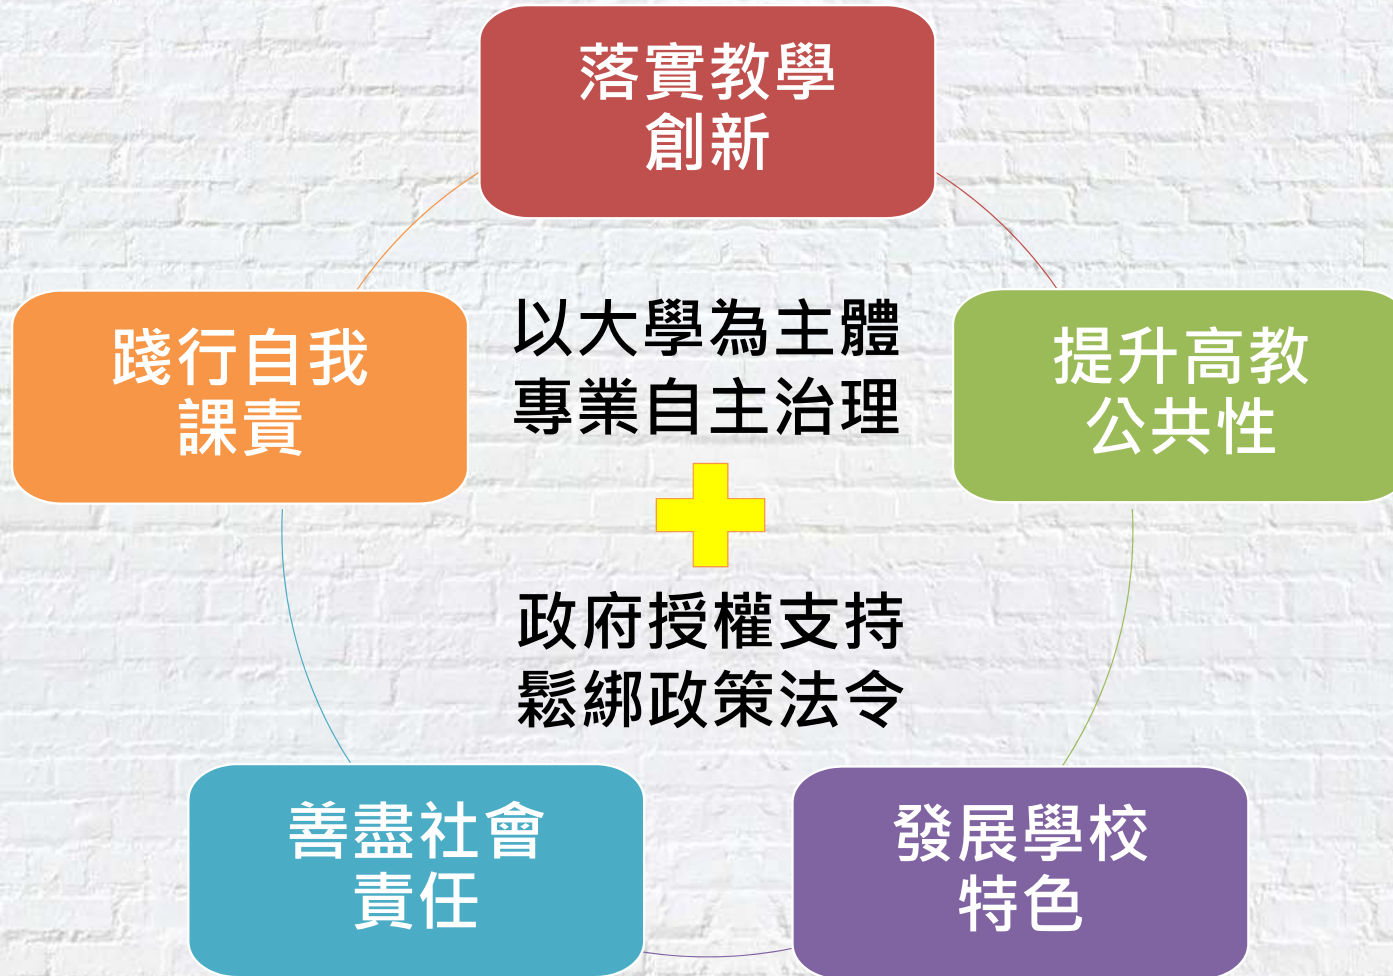 落實教學
創新
踐行自我
課責
以大學為主體
專業自主治理
提升高教
公共性
政府授權支持
鬆綁政策法令
善盡社會
責任
發展學校
特色